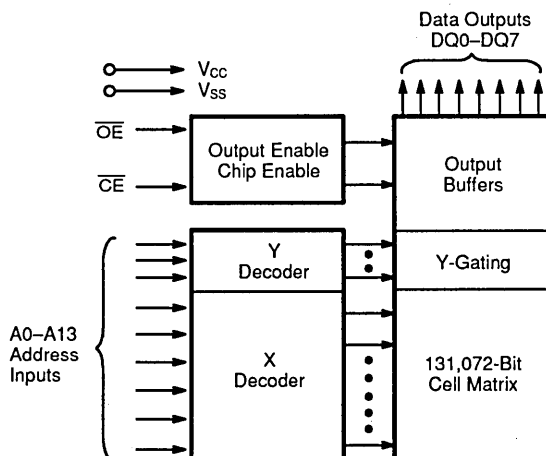 Data Outputs
DQ0–DQ7
VCC
VSS
OE
CE
Output Enable
Chip Enable
Output
Buffers
Y
Decoder
Y-Gating
A0–A13
Address
Inputs
X
Decoder
131,072-Bit
Cell Matrix